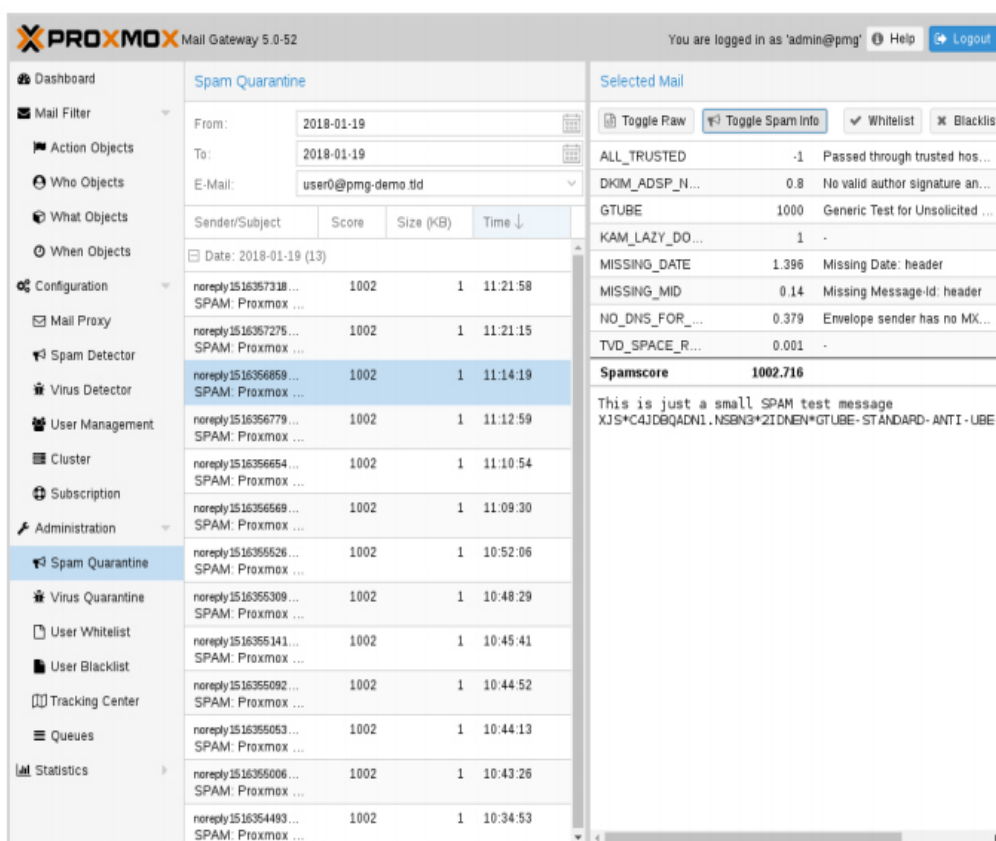 PROXMOX Mail Gateway 5.0-52
You are logged in as 'admin@pmg' Help Logout
Dashboard
Mail Filter
Action Objects
Who Objects
What Objects
When Objects
Configuration
Mail Proxy
Spam Detector
Virus Detector
User Management
Cluster
Subscription
Administration
Spam Quarantine
Virus Quarantine
User Whitelist
User Blacklist
Tracking Center
Queues
Statistics
Spam Quarantine
From: 2018-01-19
To: 2018-01-19
E-Mail: user0@pmg-demo.tld
Sender/Subject Score Size (KB) Time ↓
Date: 2018-01-19 (13)
noreply1516357318... 1002 1 11:21:58
SPAM: Proxmox ...
noreply1516357275... 1002 1 11:21:15
SPAM: Proxmox ...
noreply1516356859... 1002 1 11:14:19
SPAM: Proxmox ...
noreply1516356779... 1002 1 11:12:59
SPAM: Proxmox ...
noreply1516356654... 1002 1 11:10:54
SPAM: Proxmox ...
noreply1516356569... 1002 1 11:09:30
SPAM: Proxmox ...
noreply1516355526... 1002 1 10:52:06
SPAM: Proxmox ...
noreply1516355309... 1002 1 10:48:29
SPAM: Proxmox ...
noreply1516355141... 1002 1 10:45:41
SPAM: Proxmox ...
noreply1516355092... 1002 1 10:44:52
SPAM: Proxmox ...
noreply1516355053... 1002 1 10:44:13
SPAM: Proxmox ...
noreply1516355006... 1002 1 10:43:26
SPAM: Proxmox ...
noreply1516354493... 1002 1 10:34:53
SPAM: Proxmox ...
Selected Mail
Toggle Raw Toggle Spam Info Whitelist Blacklis
ALL_TRUSTED -1 Passed through trusted hos...
DKIM_ADSP_N... 0.8 No valid author signature an...
GTUBE 1000 Generic Test for Unsolicited ...
KAM_LAZY_DO... 1 -
MISSING_DATE 1.396 Missing Date: header
MISSING_MID 0.14 Missing Message-Id: header
NO_DNS_FOR_... 0.379 Envelope sender has no MX...
TVD_SPACE_R... 0.001 -
Spamscore 1002.716
This is just a small SPAM test message
XJS*C4JDBQADN1.NSBN3*2IDNEN*GTUBE-STANDARD-ANTI-UBE